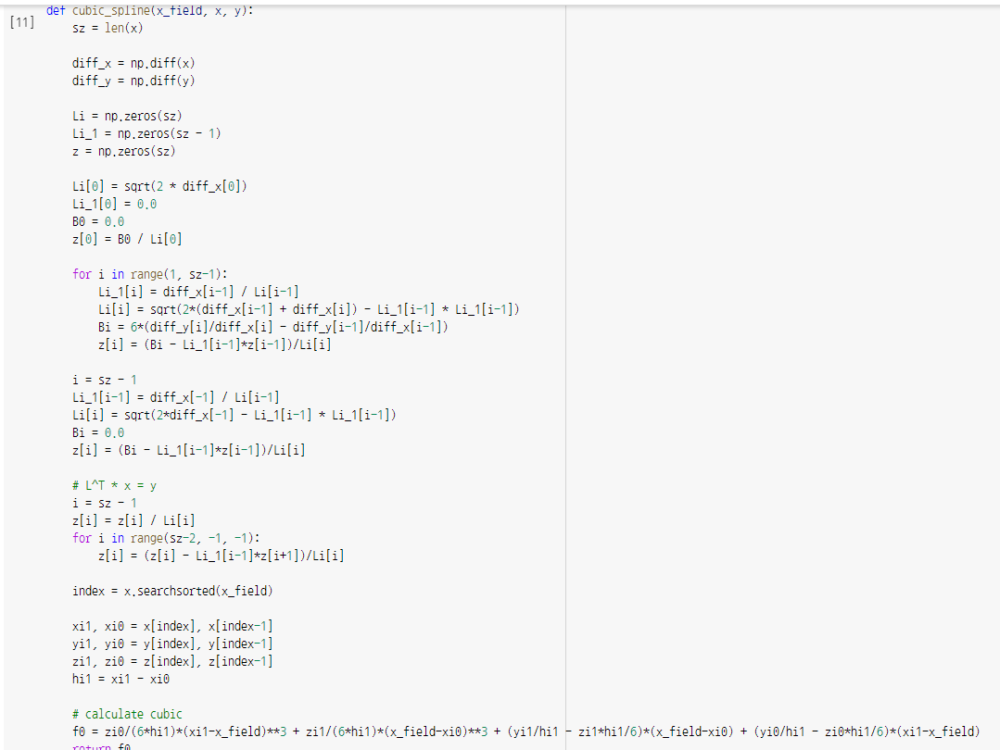 def cubic_spline(x_field, x, y):
[11]
sz = len(x)
diff_x = np.diff(x)
diff_y = np.diff(y)
Li = np.zeros(sz)
Li_1 = np.zeros(sz - 1)
z = np.zeros(sz)
Li[0] = sqrt(2 * diff_x[0])
Li_1[0] = 0.0
B0 = 0.0
z[0] = B0 / Li[0]
for i in range(1, sz-1):
Li_1[i] = diff_x[i-1] / Li[i-1]
Li[i] = sqrt(2*(diff_x[i-1] + diff_x[i]) - Li_1[i-1] * Li_1[i-1])
Bi = 6*(diff_y[i]/diff_x[i] - diff_y[i-1]/diff_x[i-1])
z[i] = (Bi - Li_1[i-1]*z[i-1])/Li[i]
i = sz - 1
Li_1[i-1] = diff_x[-1] / Li[i-1]
Li[i] = sqrt(2*diff_x[-1] - Li_1[i-1] * Li_1[i-1])
Bi = 0.0
z[i] = (Bi - Li_1[i-1]*z[i-1])/Li[i]
# L^T * x = y
i = sz - 1
z[i] = z[i] / Li[i]
for i in range(sz-2, -1, -1):
z[i] = (z[i] - Li_1[i-1]*z[i+1])/Li[i]
index = x.searchsorted(x_field)
xi1, xi0 = x[index], x[index-1]
yi1, yi0 = y[index], y[index-1]
zi1, zi0 = z[index], z[index-1]
hi1 = xi1 - xi0
# calculate cubic
f0 = zi0/(6*hi1)*(xi1-x_field)**3 + zi1/(6*hi1)*(x_field-xi0)**3 + (yi1/hi1 - zi1*hi1/6)*(x_field-xi0) + (yi0/hi1 - zi0*hi1/6)*(xi1-x_field)
return f0